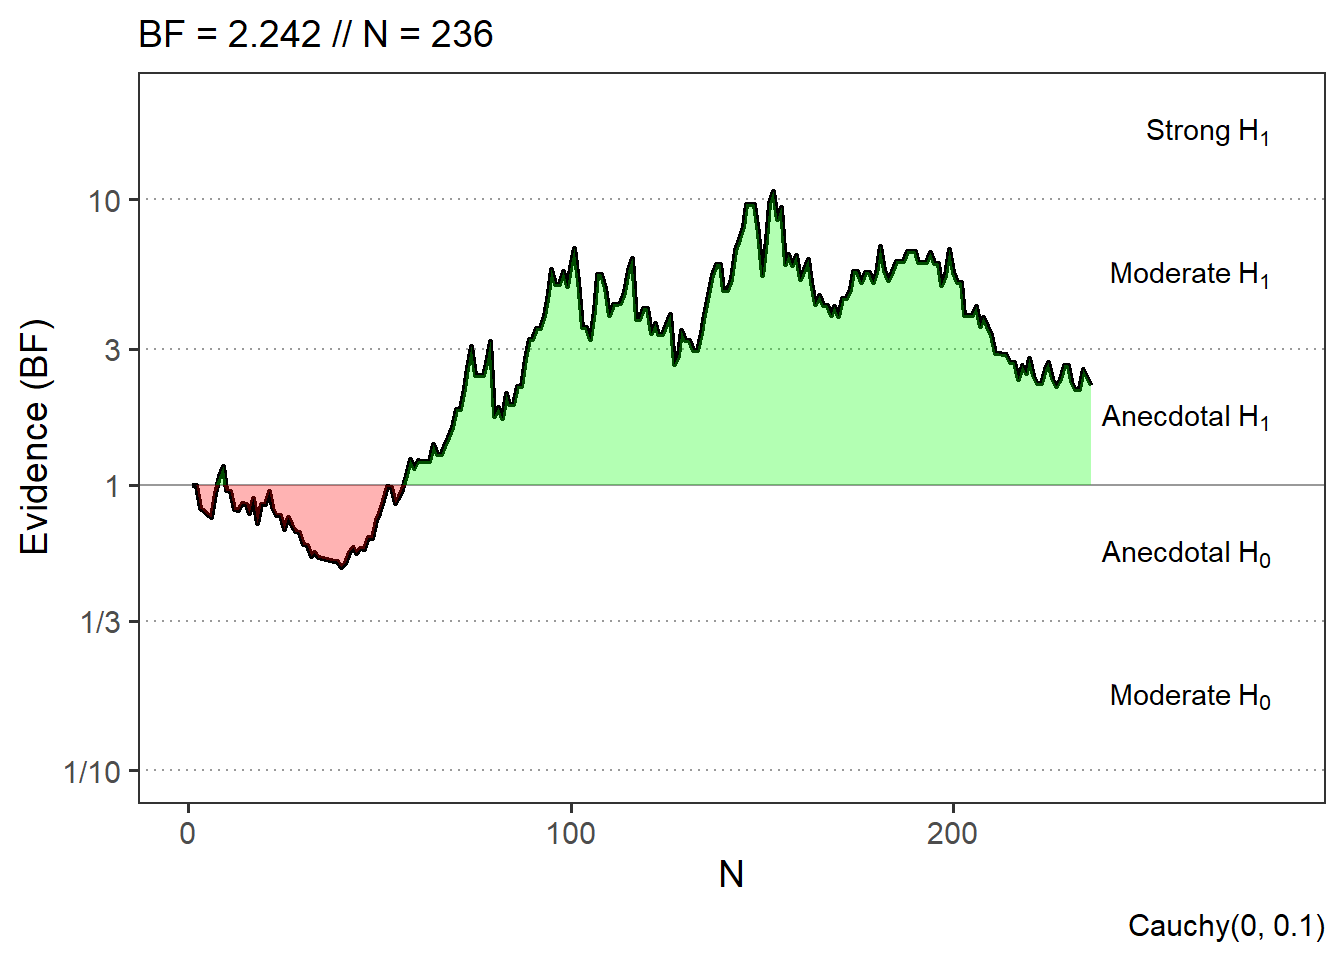 BF = 2.242 // N = 236
Strong H₁
10
Moderate H₁
3
Anecdotal H₁
1
Evidence (BF)
Anecdotal H₀
1/3
Moderate H₀
1/10
0 100 200
N
Cauchy(0, 0.1)